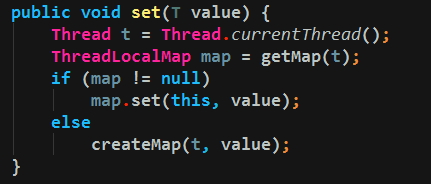 public void set(T value) {
    Thread t = Thread.currentThread();
    ThreadLocalMap map = getMap(t);
    if (map != null)
        map.set(this, value);
    else
        createMap(t, value);
}